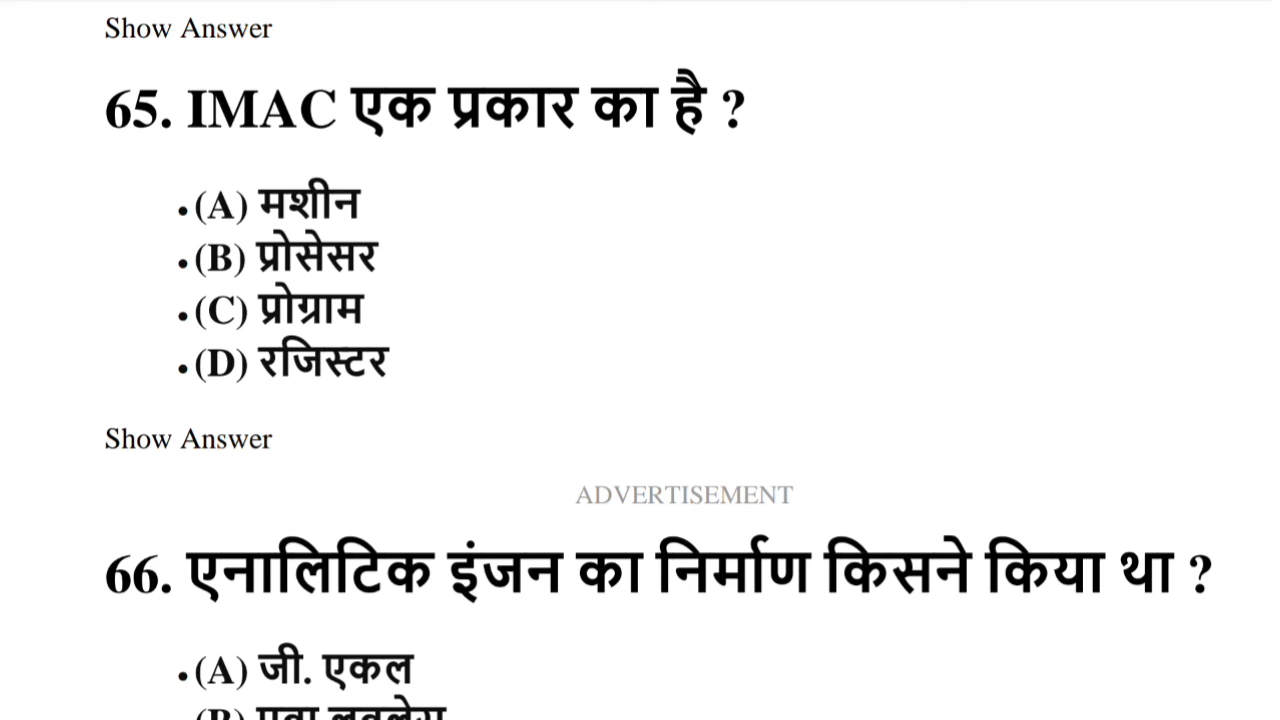 Show Answer
65. IMAC एक प्रकार का है ?
• (A) मशीन
• (B) प्रोसेसर
• (C) प्रोग्राम
• (D) रजिस्टर
Show Answer
ADVERTISEMENT
66. एनालिटिक इंजन का निर्माण किसने किया था ?
• (A) जी. एकल